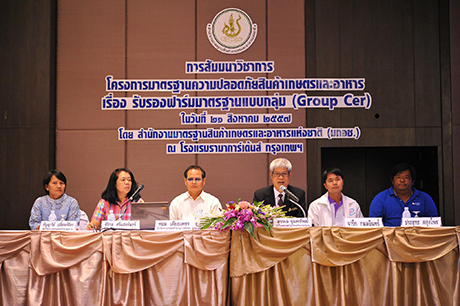 การสัมมนาวิชาการ
โครงการมาตรฐานความปลอดภัยสินค้าเกษตรและอาหาร
เรื่อง รับรองฟาร์มมาตรฐานแบบกลุ่ม (Group Cer)
ในวันที่ ๒๑ สิงหาคม ๒๕๕๗
โดย สำนักงานมาตรฐานสินค้าเกษตรและอาหารแห่งชาติ (มกอช.)
ณ โรงแรมรามาการ์เด้นส์ กรุงเทพฯ